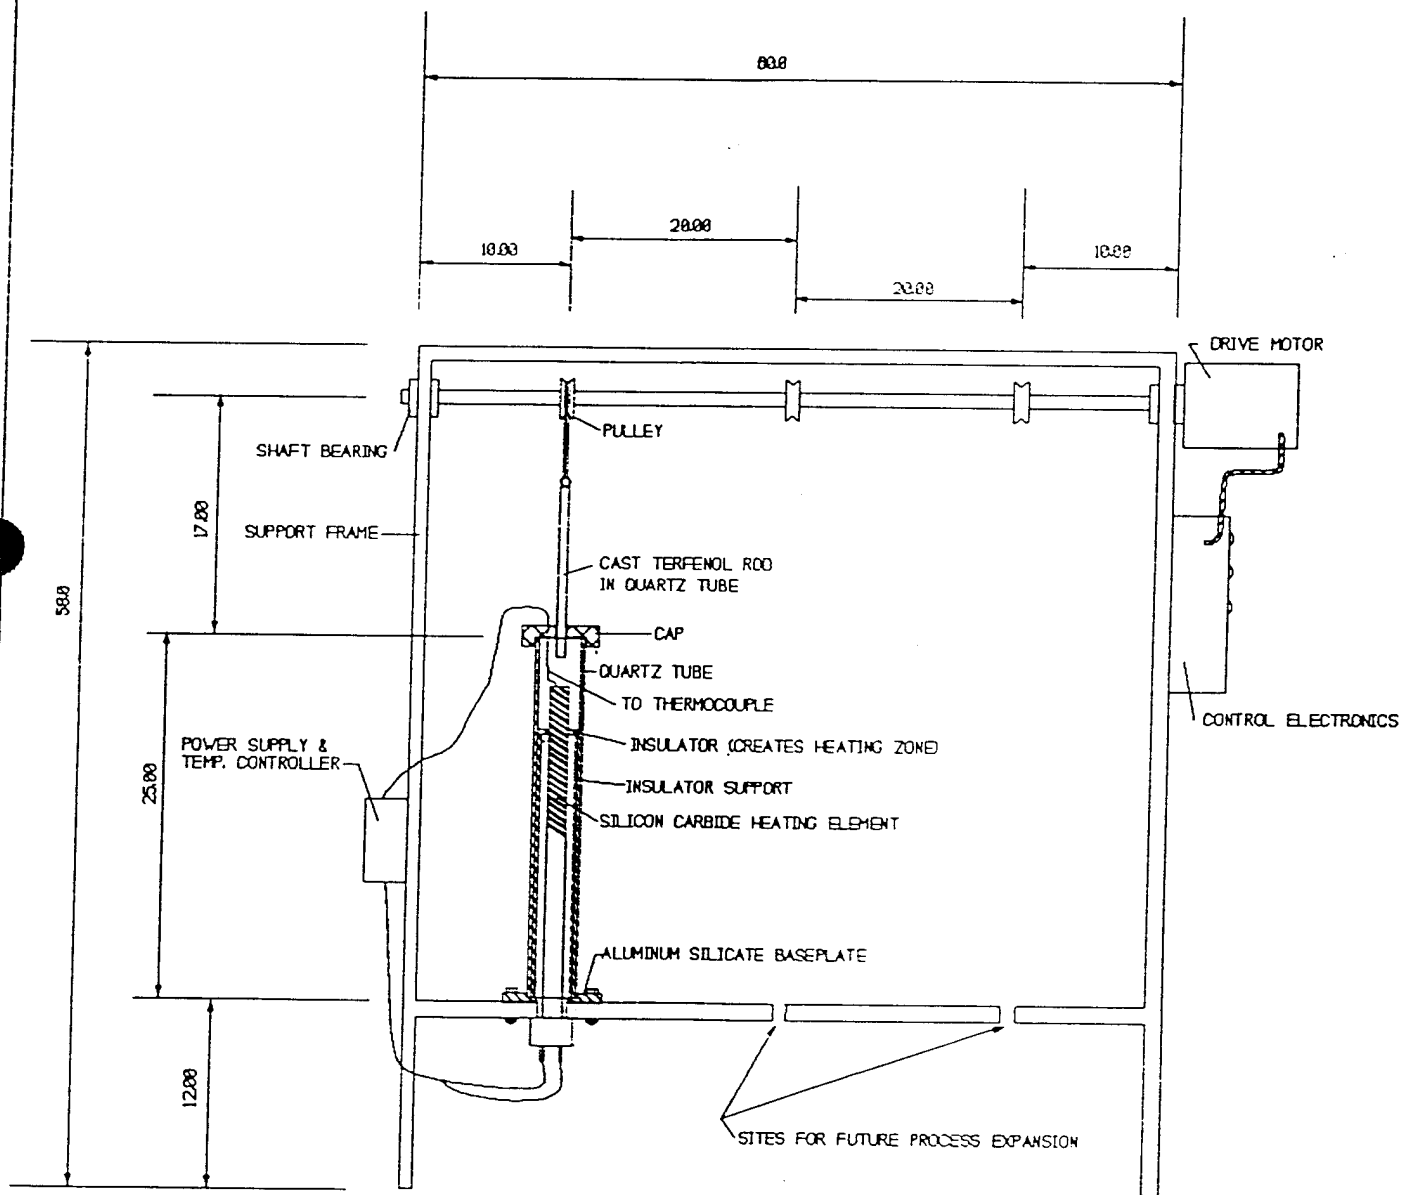 60.0
20.00
10.00
10.00
20.00
DRIVE MOTOR
PULLEY
SHAFT BEARING
17.00
SUPPORT FRAME
CAST TERFENOL ROD
IN QUARTZ TUBE
58.0
CAP
QUARTZ TUBE
TO THERMOCOUPLE
CONTROL ELECTRONICS
POWER SUPPLY &
TEMP. CONTROLLER
INSULATOR (CREATES HEATING ZONE)
25.00
INSULATOR SUPPORT
SILICON CARBIDE HEATING ELEMENT
ALUMINUM SILICATE BASEPLATE
12.00
SITES FOR FUTURE PROCESS EXPANSION